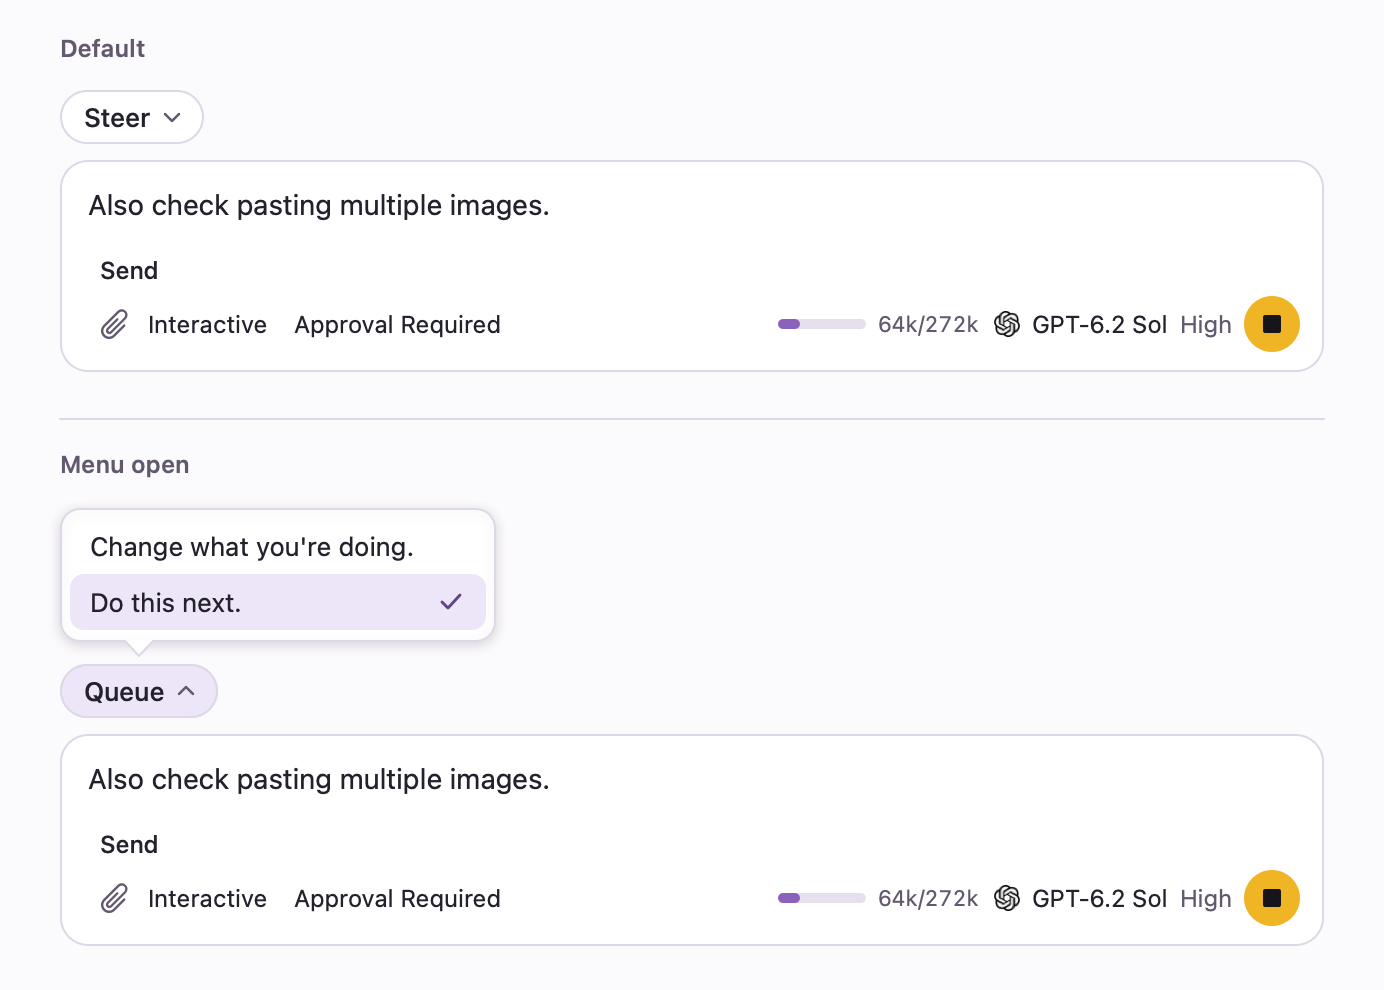 Default
Steer
Also check pasting multiple images.
Send
Interactive Approval Required 64k/272k GPT-6.2 Sol High
Menu open
Change what you're doing.
Do this next.
Queue
Also check pasting multiple images.
Send
Interactive Approval Required 64k/272k GPT-6.2 Sol High